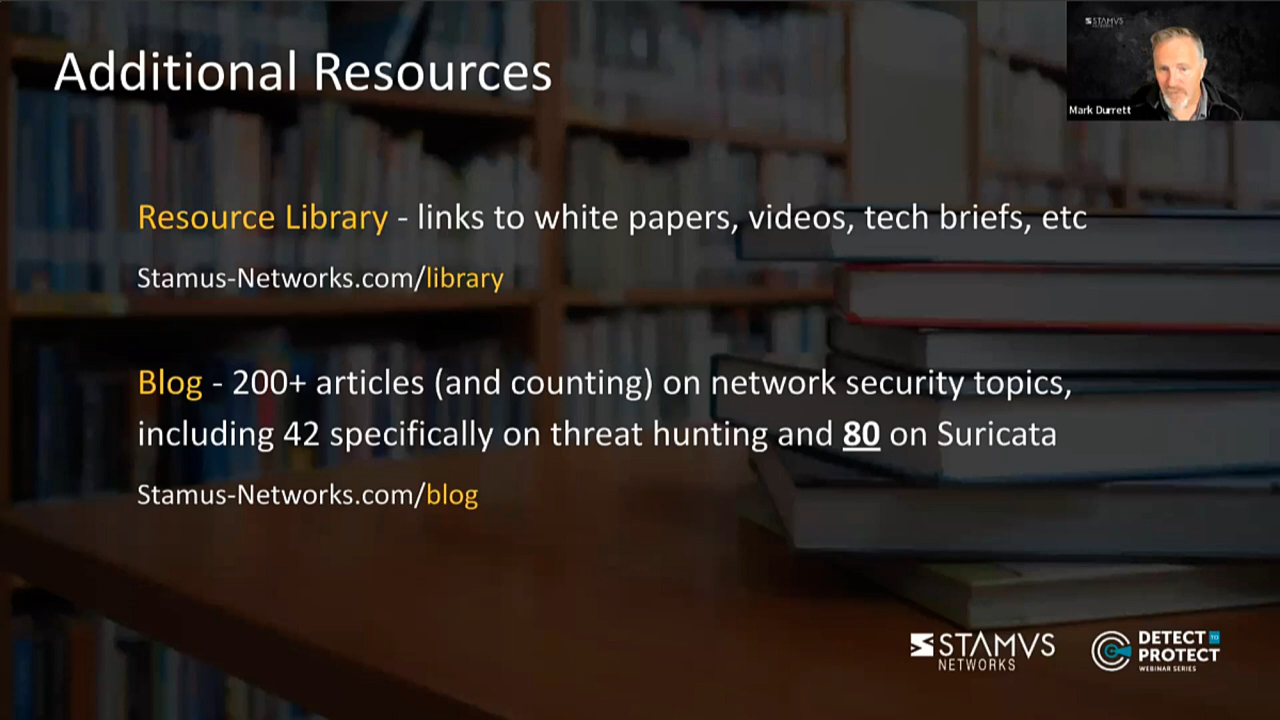 Additional Resources
STAMVS
Mark Durrett
Resource Library - links to white papers, videos, tech briefs, etc
Stamus-Networks.com/library
Blog - 200+ articles (and counting) on network security topics,
including 42 specifically on threat hunting and 80 on Suricata
Stamus-Networks.com/blog
STAMVS
NETWORKS
DETECT TO
PROTECT
WEBINAR SERIES